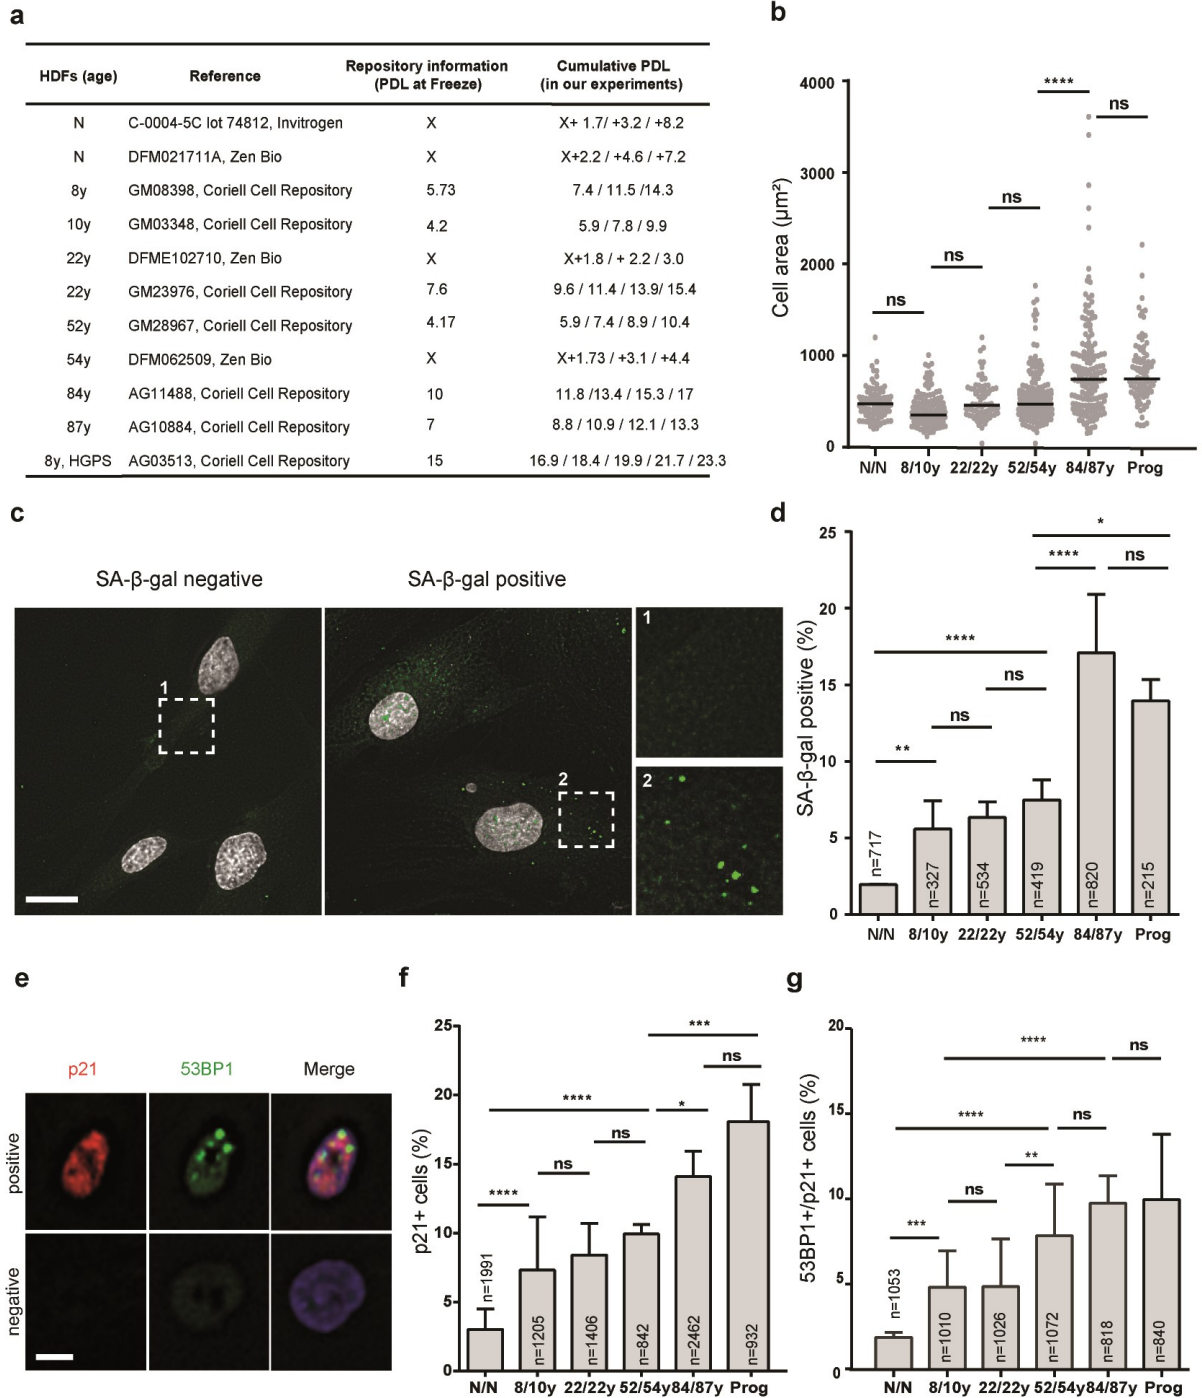 a
HDFs (age) Reference Repository information (PDL at Freeze) Cumulative PDL (in our experiments)
N C-0004-5C lot 74812, Invitrogen X X+ 1.7/ +3.2 / +8.2
N DFM021711A, Zen Bio X X+2.2 / +4.6 / +7.2
8y GM08398, Coriell Cell Repository 5.73 7.4 / 11.5 /14.3
10y GM03348, Coriell Cell Repository 4.2 5.9 / 7.8 / 9.9
22y DFME102710, Zen Bio X X+1.8 / + 2.2 / 3.0
22y GM23976, Coriell Cell Repository 7.6 9.6 / 11.4 / 13.9/ 15.4
52y GM28967, Coriell Cell Repository 4.17 5.9 / 7.4 / 8.9 / 10.4
54y DFM062509, Zen Bio X X+1.73 / +3.1 / +4.4
84y AG11488, Coriell Cell Repository 10 11.8 /13.4 / 15.3 / 17
87y AG10884, Coriell Cell Repository 7 8.8 / 10.9 / 12.1 / 13.3
8y, HGPS AG03513, Coriell Cell Repository 15 16.9 / 18.4 / 19.9 / 21.7 / 23.3
b
Cell area (µm²)
4000
3000
2000
1000
0
ns
ns
ns
****
ns
N/N 8/10y 22/22y 52/54y 84/87y Prog
c
SA-β-gal negative SA-β-gal positive
1
2
1
2
d
SA-β-gal positive (%)
25
20
15
10
5
0
*
**** ns
****
ns
ns
**
n=717 n=327 n=534 n=419 n=820 n=215
N/N 8/10y 22/22y 52/54y 84/87y Prog
e
p21 53BP1 Merge
positive
negative
f
p21+ cells (%)
25
20
15
10
5
0
***
ns
**** *
ns
ns
****
n=1991 n=1205 n=1406 n=842 n=2462 n=932
N/N 8/10y 22/22y 52/54y 84/87y Prog
g
53BP1+/p21+ cells (%)
20
15
10
5
0
**** ns
**** ns
**
ns
***
n=1053 n=1010 n=1026 n=1072 n=818 n=840
N/N 8/10y 22/22y 52/54y 84/87y Prog